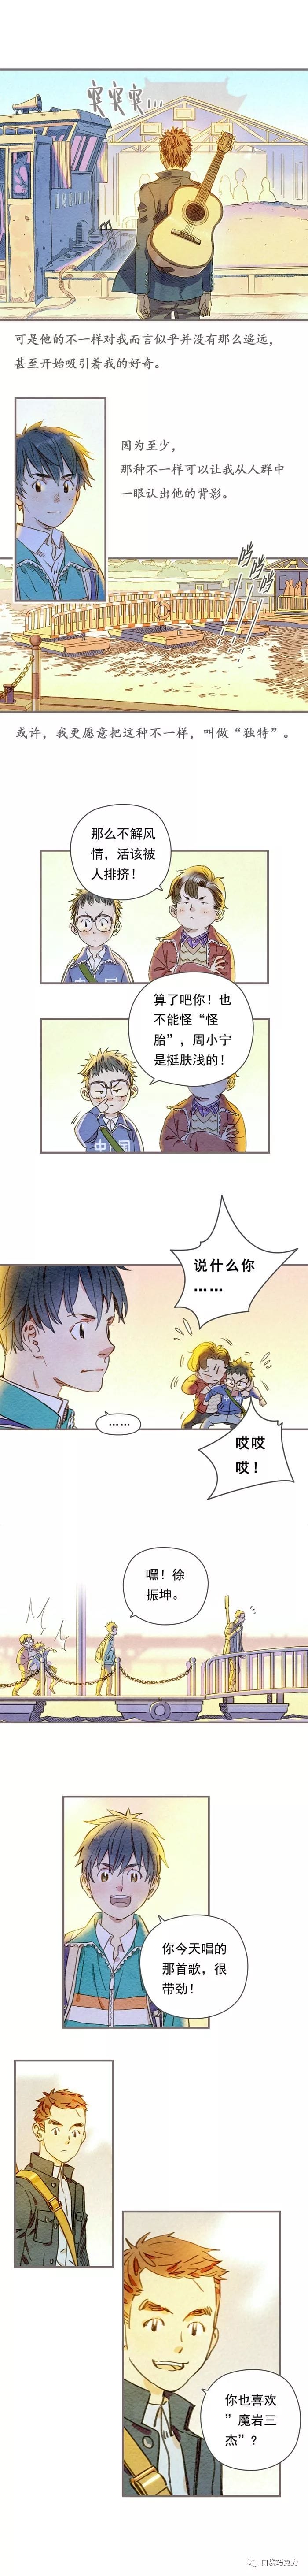 突突突…
可是他的不一样对我而言似乎并没有那么遥远，
甚至开始吸引着我的好奇。
因为至少，
那种不一样可以让我从人群中
一眼认出他的背影。
哗哗
或许，我更愿意把这种不一样，叫做“独特”。
那么不解风
情，活该被
人排挤！
算了吧你！也
不能怪“怪
胎”，周小宁
是挺肤浅的！
中国
说什么你
……
……
哎哎
哎！
嘿！徐
振坤。
你今天唱的
那首歌，很
带劲！
你也喜欢
”魔岩三
杰”?
口袋巧克力